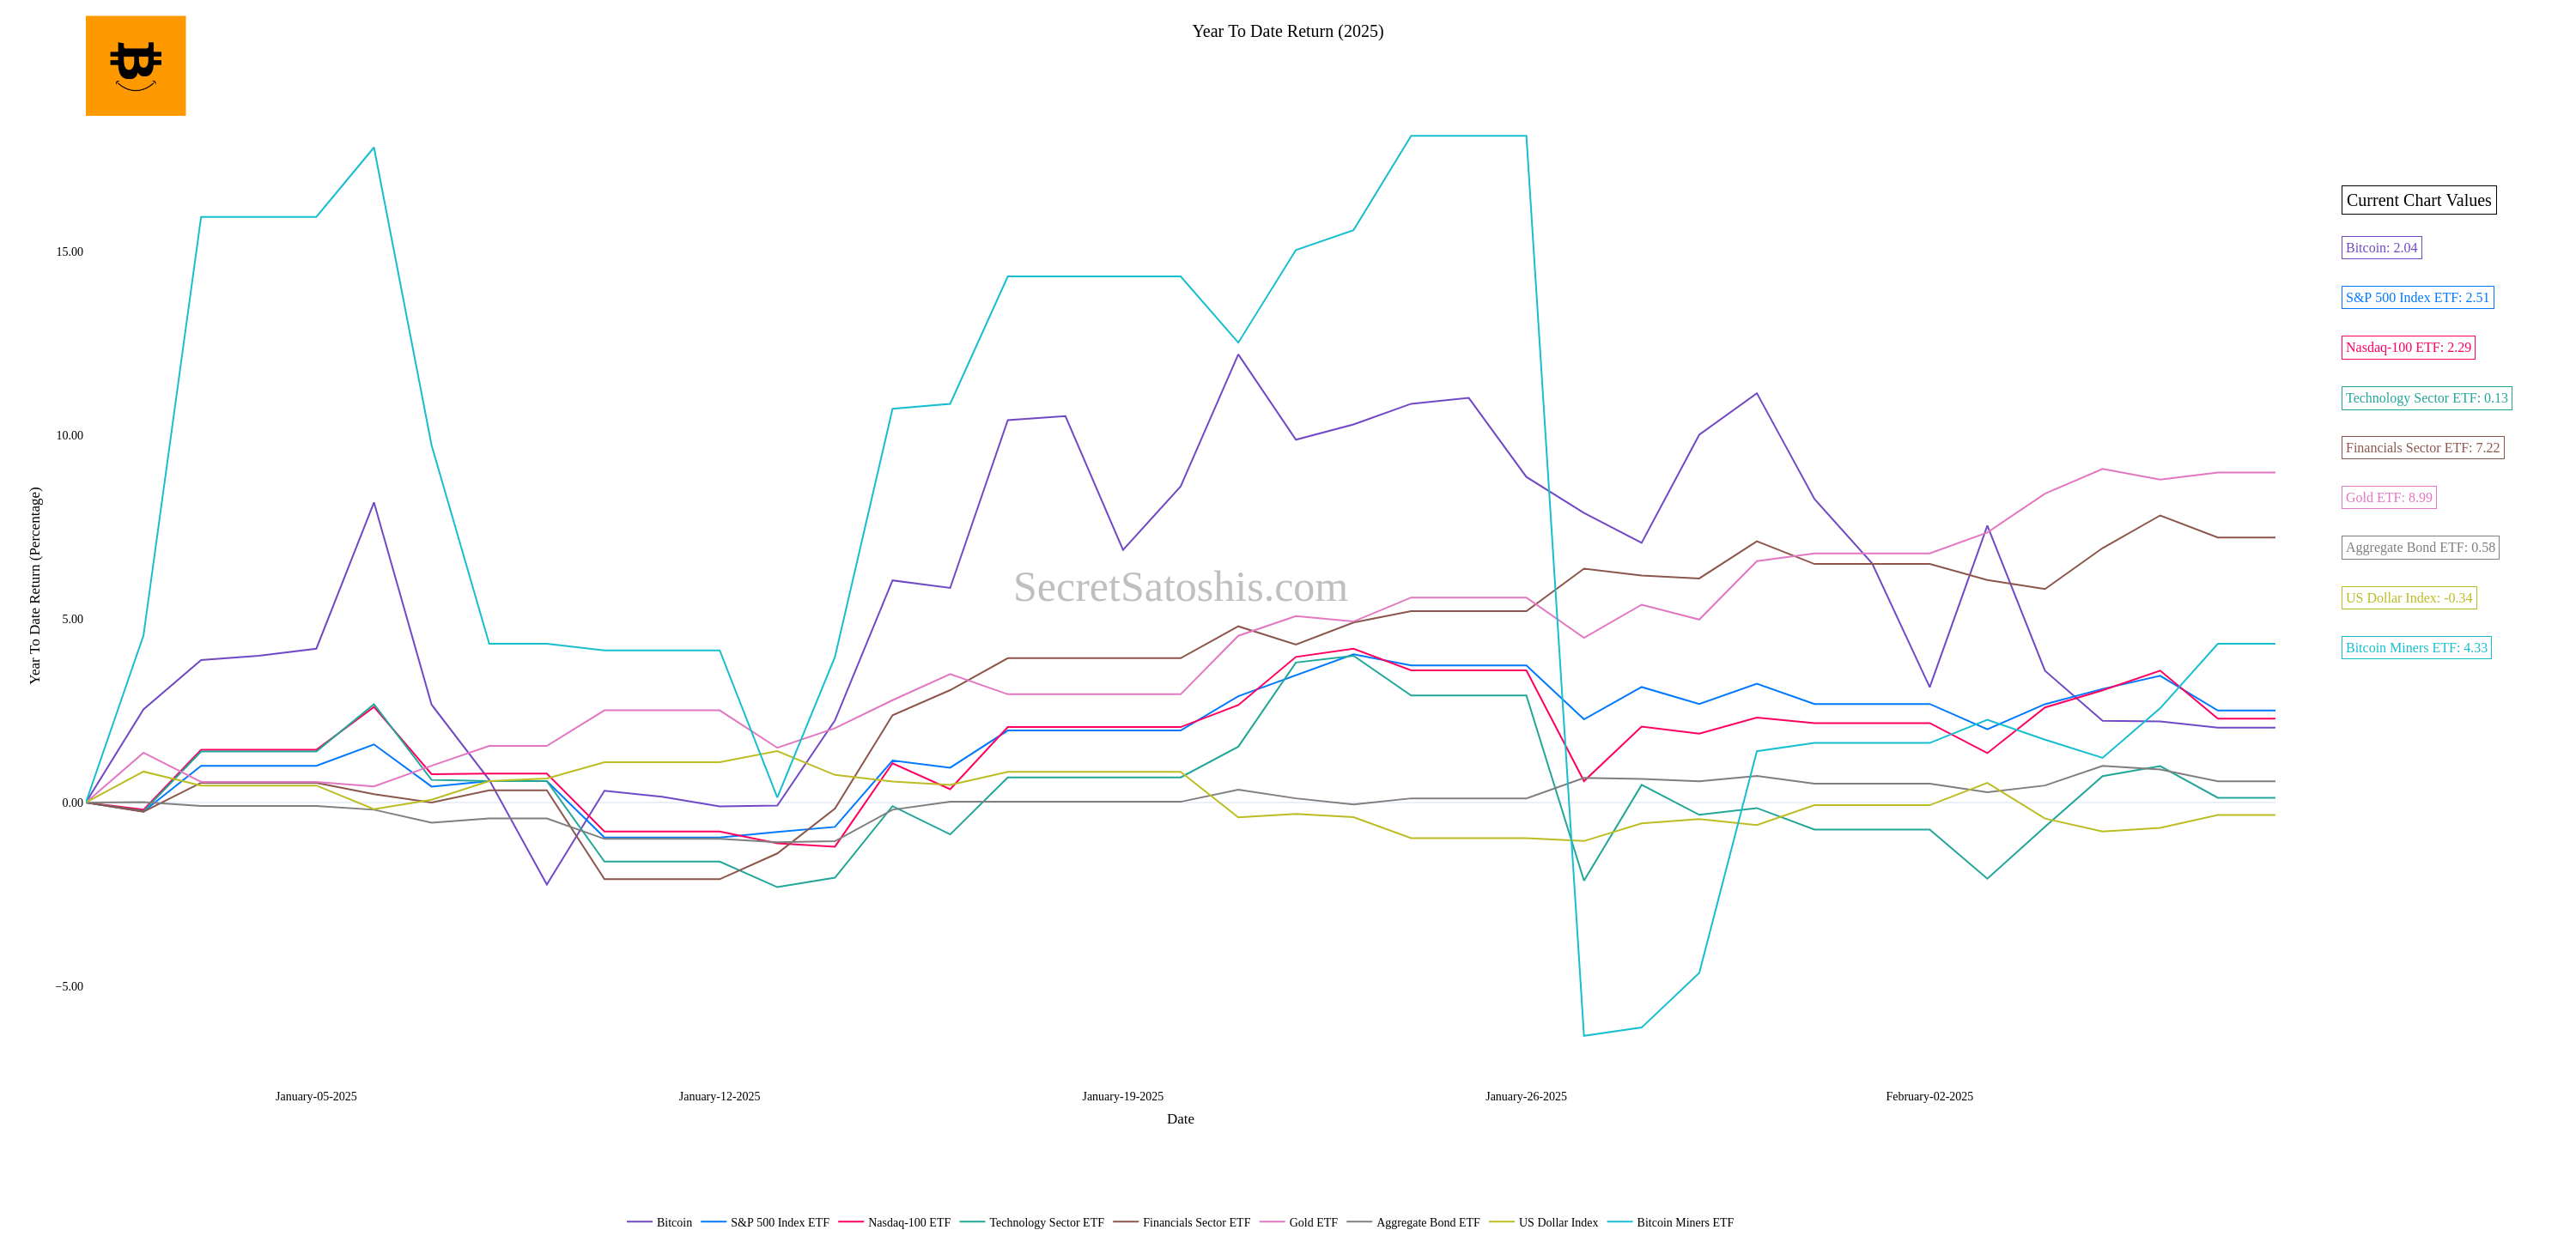 Year To Date Return (2025)
Current Chart Values
Bitcoin: 2.04
S&P 500 Index ETF: 2.51
Nasdaq-100 ETF: 2.29
Technology Sector ETF: 0.13
Financials Sector ETF: 7.22
Gold ETF: 8.99
Aggregate Bond ETF: 0.58
US Dollar Index: -0.34
Bitcoin Miners ETF: 4.33
15.00
10.00
5.00
0.00
−5.00
Year To Date Return (Percentage)
SecretSatoshis.com
January-05-2025
January-12-2025
January-19-2025
January-26-2025
February-02-2025
Date
Bitcoin
S&P 500 Index ETF
Nasdaq-100 ETF
Technology Sector ETF
Financials Sector ETF
Gold ETF
Aggregate Bond ETF
US Dollar Index
Bitcoin Miners ETF